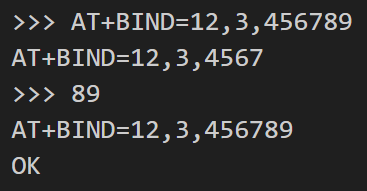 >>> AT+BIND=12,3,456789
AT+BIND=12,3,4567
>>> 89
AT+BIND=12,3,456789
OK